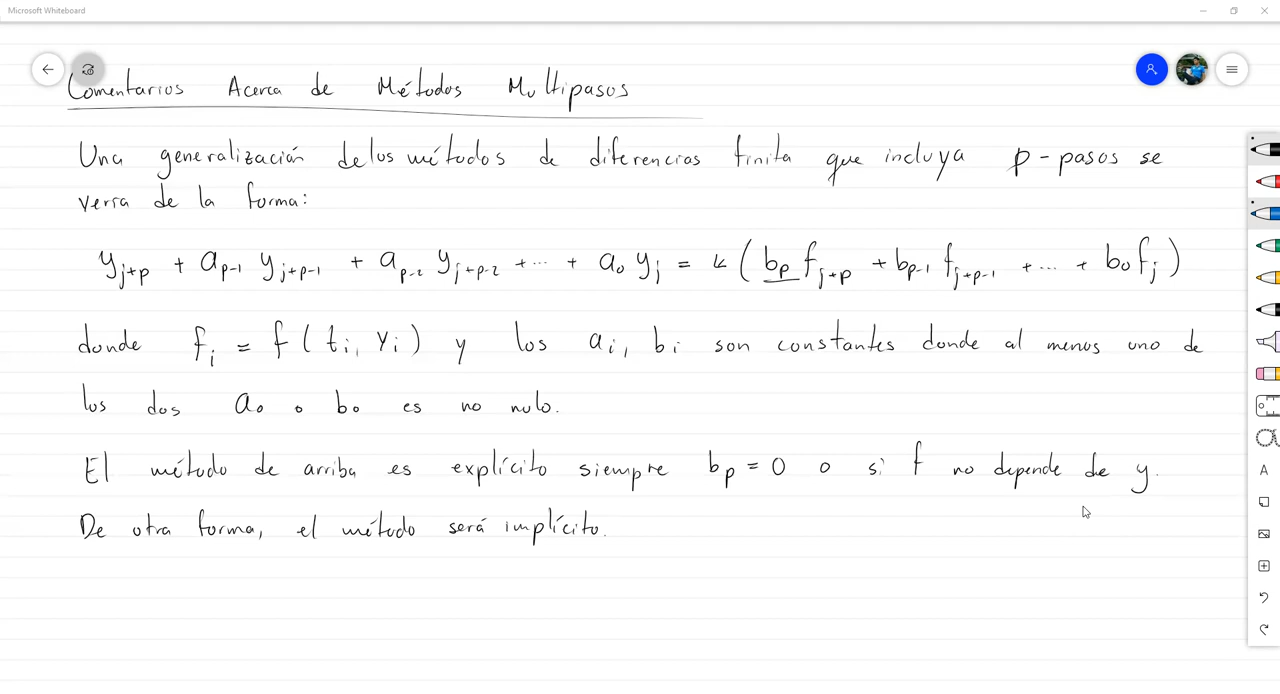 Microsoft Whiteboard
Comentarios Acerca de Métodos Multipasos
Una generalización de los métodos de diferencias finita que incluya p-pasos se
vería de la forma:
y_{j+p} + a_{p-1} y_{j+p-1} + a_{p-2} y_{j+p-2} + ... + a_0 y_j = k ( b_p f_{j+p} + b_{p-1} f_{j+p-1} + ... + b_0 f_j )
donde f_i = f ( t_i, y_i ) y los a_i, b_i son constantes donde al menos uno de
los dos a_0 o b_0 es no nulo.
El método de arriba es explícito siempre b_p = 0 o si f no depende de y.
De otra forma, el método será implícito.